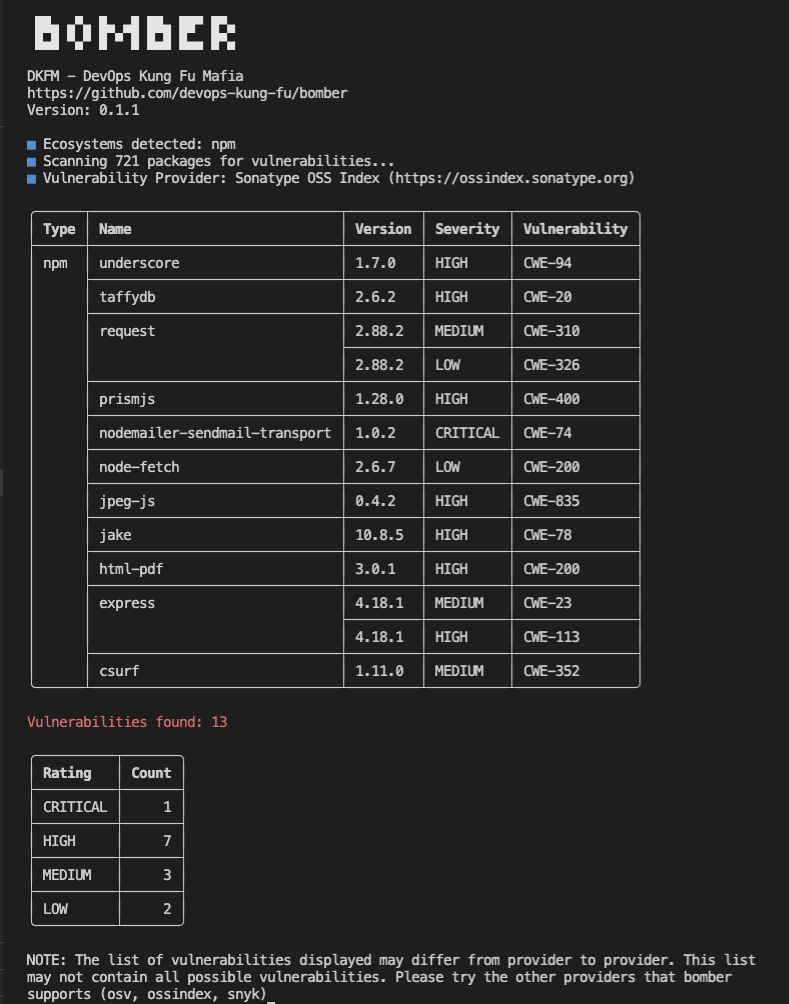 bomber
DKFM - DevOps Kung Fu Mafia
https://github.com/devops-kung-fu/bomber
Version: 0.1.1
Ecosystems detected: npm
Scanning 721 packages for vulnerabilities...
Vulnerability Provider: Sonatype OSS Index (https://ossindex.sonatype.org)
Type Name Version Severity Vulnerability
npm underscore 1.7.0 HIGH CWE-94
taffydb 2.6.2 HIGH CWE-20
request 2.88.2 MEDIUM CWE-310
2.88.2 LOW CWE-326
prismjs 1.28.0 HIGH CWE-400
nodemailer-sendmail-transport 1.0.2 CRITICAL CWE-74
node-fetch 2.6.7 LOW CWE-200
jpeg-js 0.4.2 HIGH CWE-835
jake 10.8.5 HIGH CWE-78
html-pdf 3.0.1 HIGH CWE-200
express 4.18.1 MEDIUM CWE-23
4.18.1 HIGH CWE-113
csurf 1.11.0 MEDIUM CWE-352
Vulnerabilities found: 13
Rating Count
CRITICAL 1
HIGH 7
MEDIUM 3
LOW 2
NOTE: The list of vulnerabilities displayed may differ from provider to provider. This list
may not contain all possible vulnerabilities. Please try the other providers that bomber
supports (osv, ossindex, snyk)